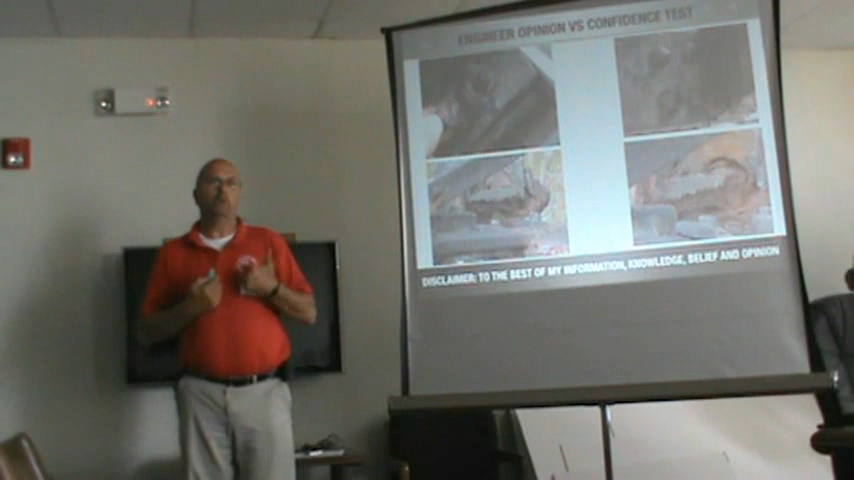 ENGINEER OPINION VS CONFIDENCE TEST
DISCLAIMER: TO THE BEST OF MY INFORMATION, KNOWLEDGE, BELIEF AND OPINION